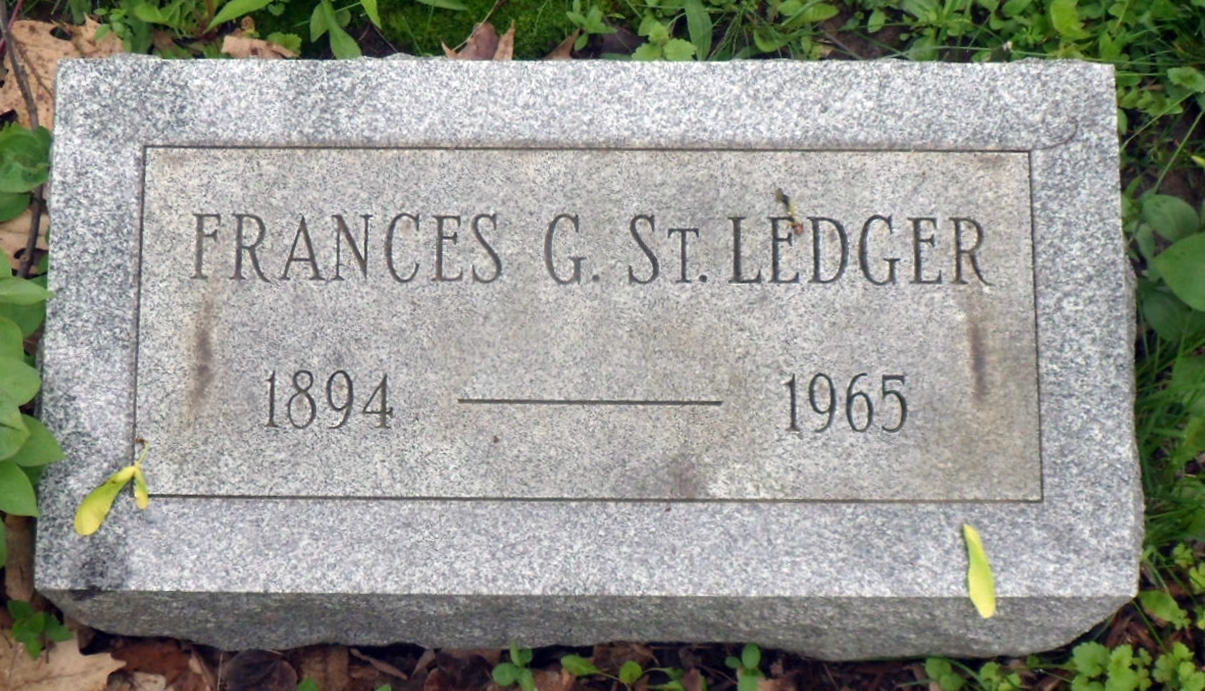 FRANCES G. ST. LEDGER
1894 — 1965